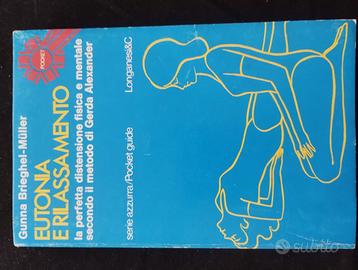 POCKET
Gunna Brieghel-Müller
EUTONIA
E RILASSAMENTO
la perfetta distensione fisica e mentale
secondo il metodo di Gerda Alexander
serie azzurra/Pocket guide
Longanesi&C
subito